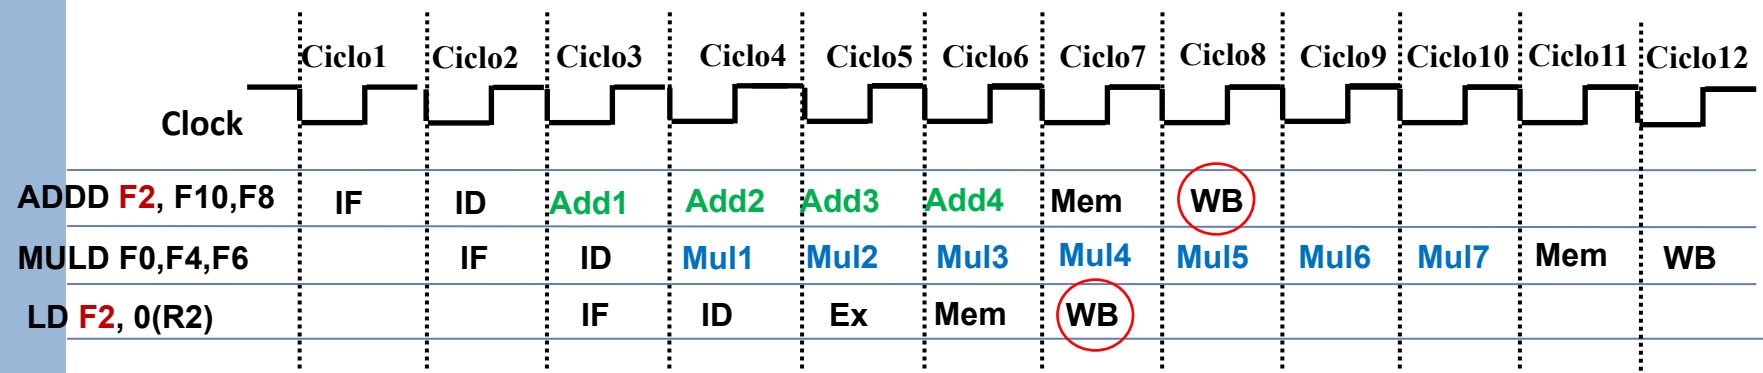 Ciclo1 Ciclo2 Ciclo3 Ciclo4 Ciclo5 Ciclo6 Ciclo7 Ciclo8 Ciclo9 Ciclo10 Ciclo11 Ciclo12
Clock
ADDD F2, F10,F8 IF ID Add1 Add2 Add3 Add4 Mem WB
MULD F0,F4,F6 IF ID Mul1 Mul2 Mul3 Mul4 Mul5 Mul6 Mul7 Mem WB
LD F2, 0(R2) IF ID Ex Mem WB